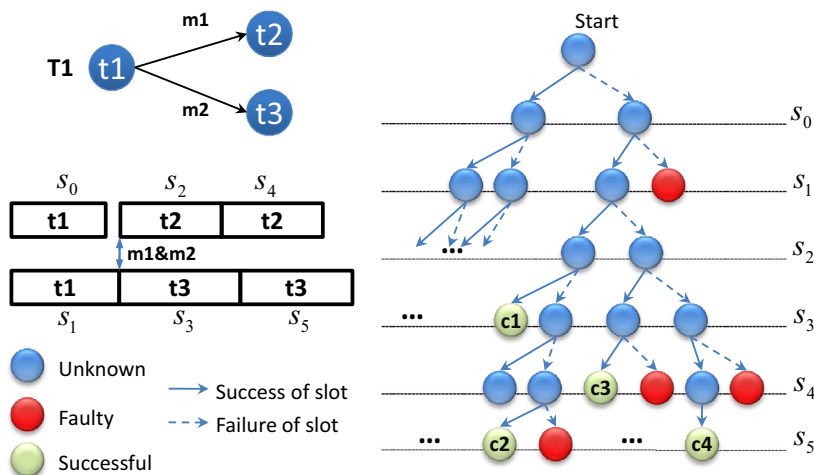 T1
t1
m1
t2
m2
t3
s0
s2
s4
t1
t2
t2
m1&m2
t1
t3
t3
s1
s3
s5
Unknown
Faulty
Successful
Success of slot
Failure of slot
Start
s0
s1
...
s2
...
c1
s3
c3
s4
...
c2
...
c4
s5